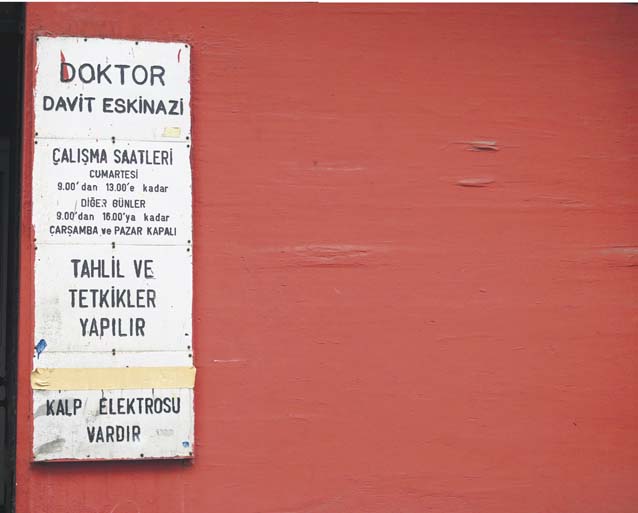 DOKTOR
DAVİT ESKİNAZİ
ÇALIŞMA SAATLERİ
CUMARTESİ
9.00'dan 13.00'e kadar
DİĞER GÜNLER
9.00'dan 16.00'ya kadar
ÇARŞAMBA ve PAZAR KAPALI
TAHLİL VE
TETKİKLER
YAPILIR
KALP ELEKTROSU
VARDIR